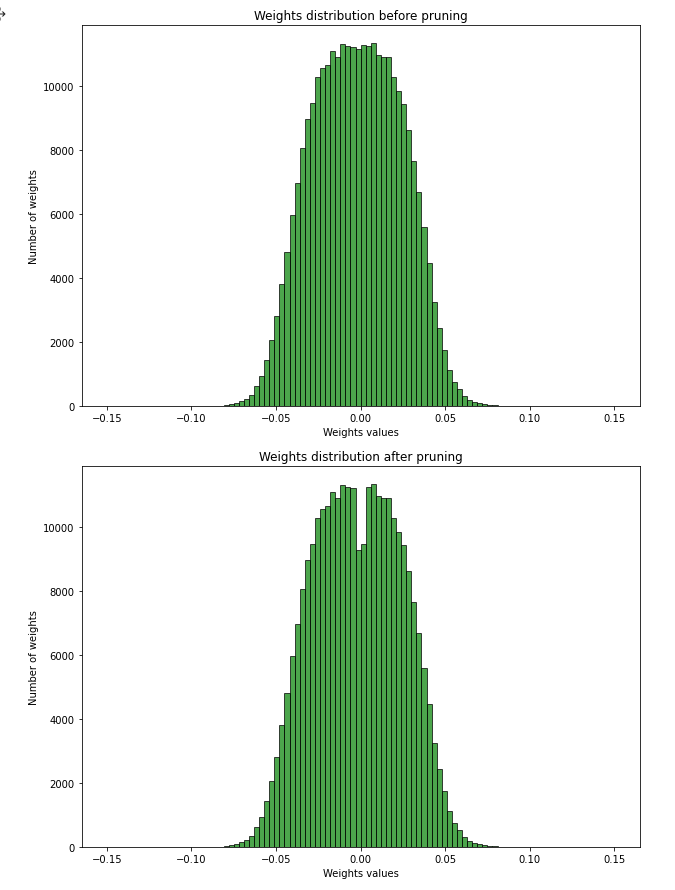 Weights distribution before pruning
10000
8000
6000
4000
2000
0
Number of weights
−0.15 −0.10 −0.05 0.00 0.05 0.10 0.15
Weights values
Weights distribution after pruning
10000
8000
6000
4000
2000
0
Number of weights
−0.15 −0.10 −0.05 0.00 0.05 0.10 0.15
Weights values